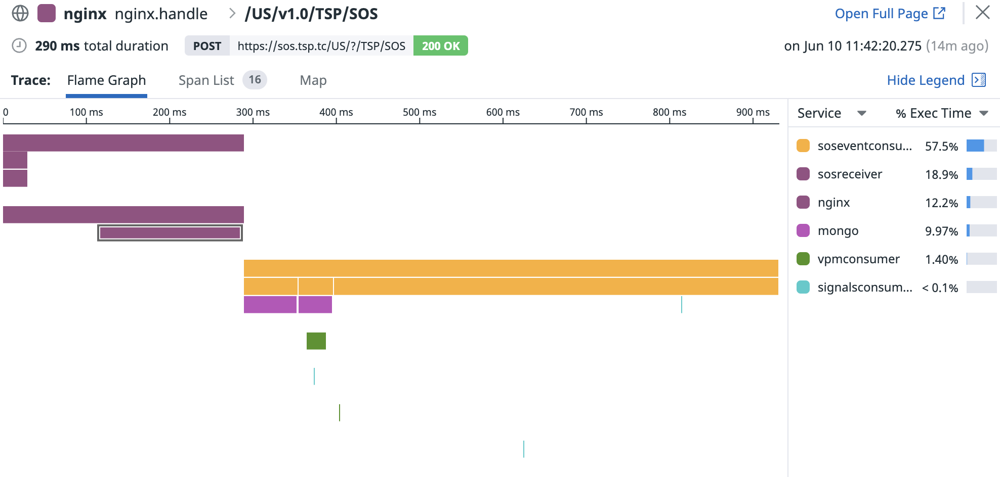 nginx nginx.handle > /US/v1.0/TSP/SOS
Open Full Page
290 ms total duration
POST https://sos.tsp.tc/US/?/TSP/SOS 200 OK
on Jun 10 11:42:20.275 (14m ago)
Trace: Flame Graph Span List 16 Map
Hide Legend
0 100 ms 200 ms 300 ms 400 ms 500 ms 600 ms 700 ms 800 ms 900 ms
Service % Exec Time
soseventconsu... 57.5%
sosreceiver 18.9%
nginx 12.2%
mongo 9.97%
vpmconsumer 1.40%
signalsconsum... < 0.1%